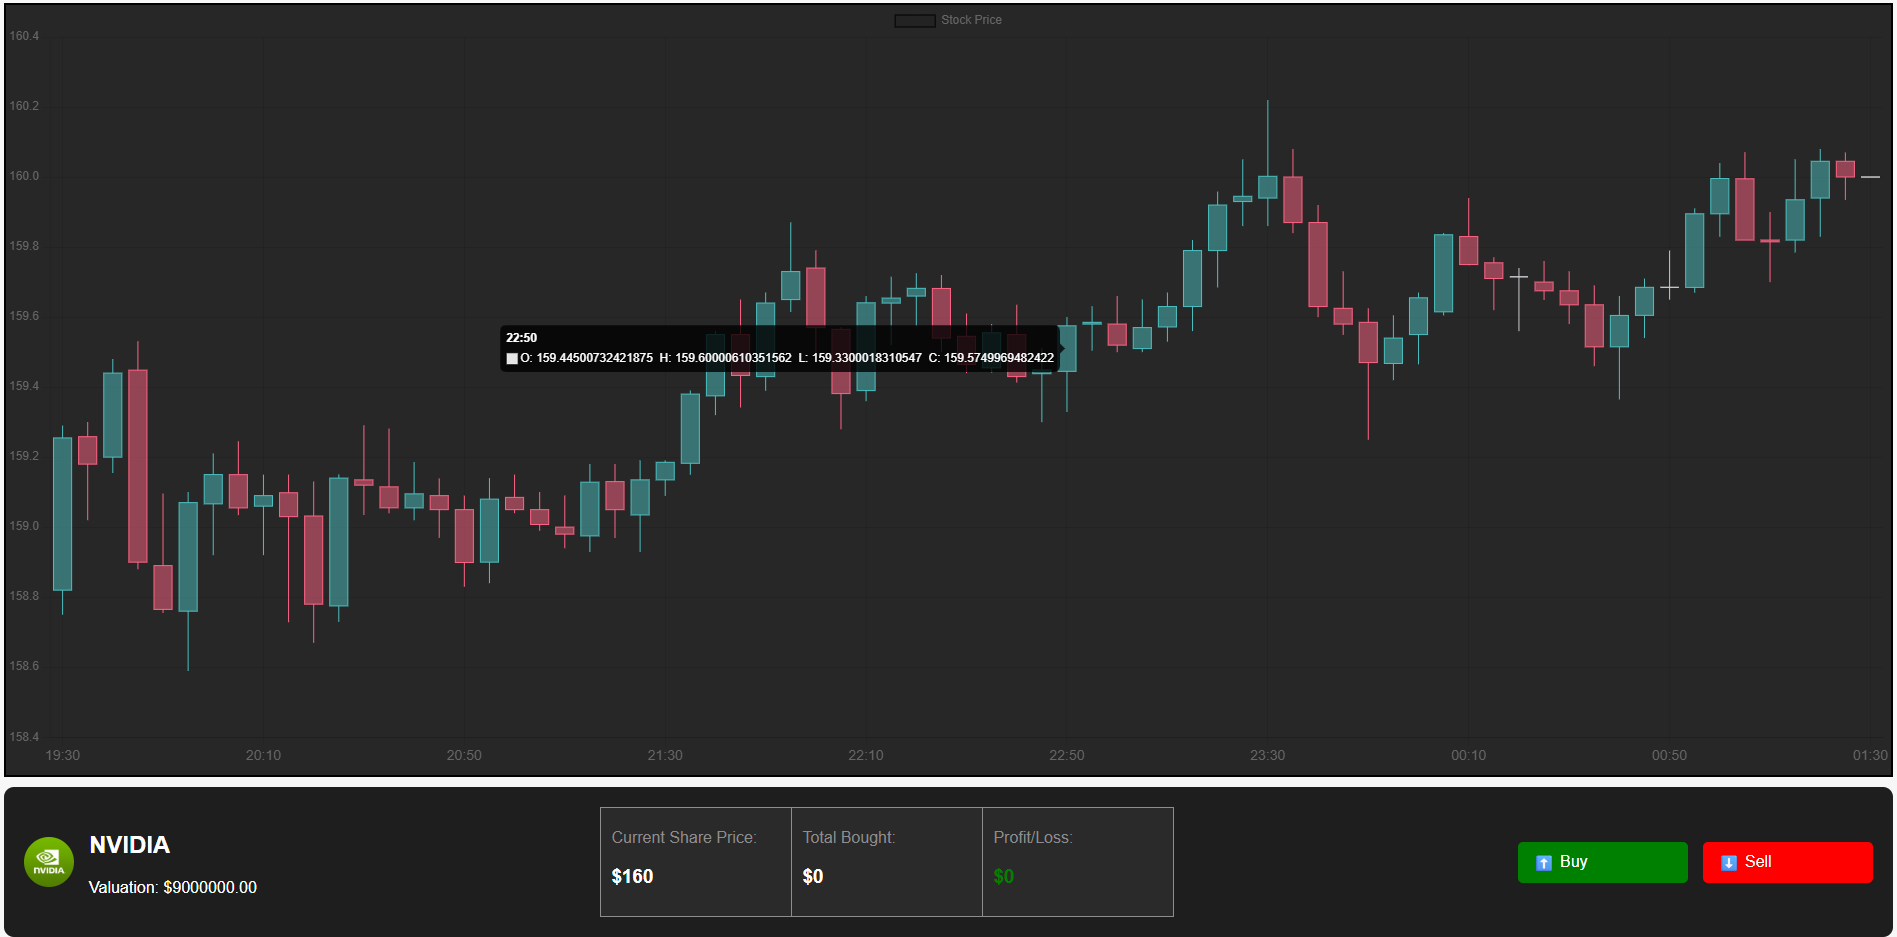 Stock Price
160.4
160.2
160.0
159.8
159.6
159.4
159.2
159.0
158.8
158.6
158.4
22:50
O: 159.44500732421875 H: 159.60000610351562 L: 159.3300018310547 C: 159.5749969482422
19:30 20:10 20:50 21:30 22:10 22:50 23:30 00:10 00:50 01:30
NVIDIA
NVIDIA
Valuation: $9000000.00
Current Share Price:
$160
Total Bought:
$0
Profit/Loss:
$0
Buy
Sell